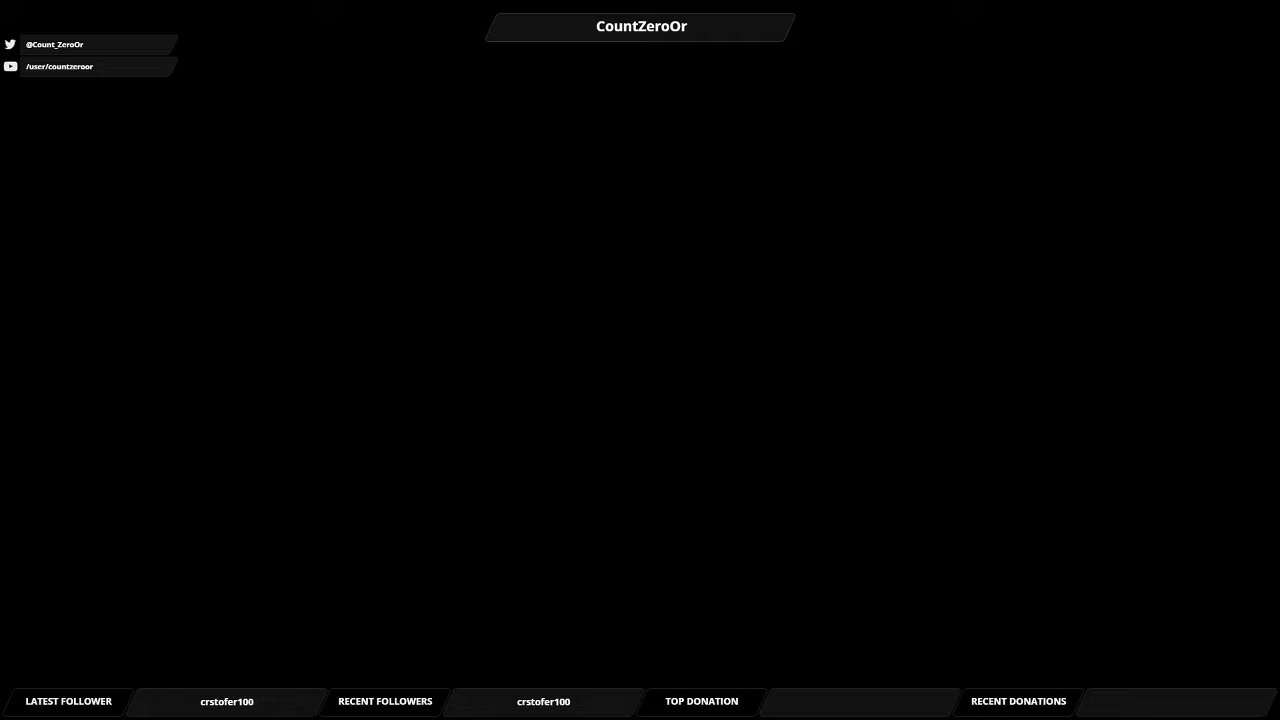 CountZeroOr
@Count_ZeroOr
/user/countzeroor
LATEST FOLLOWER crstofer100 RECENT FOLLOWERS crstofer100 TOP DONATION RECENT DONATIONS